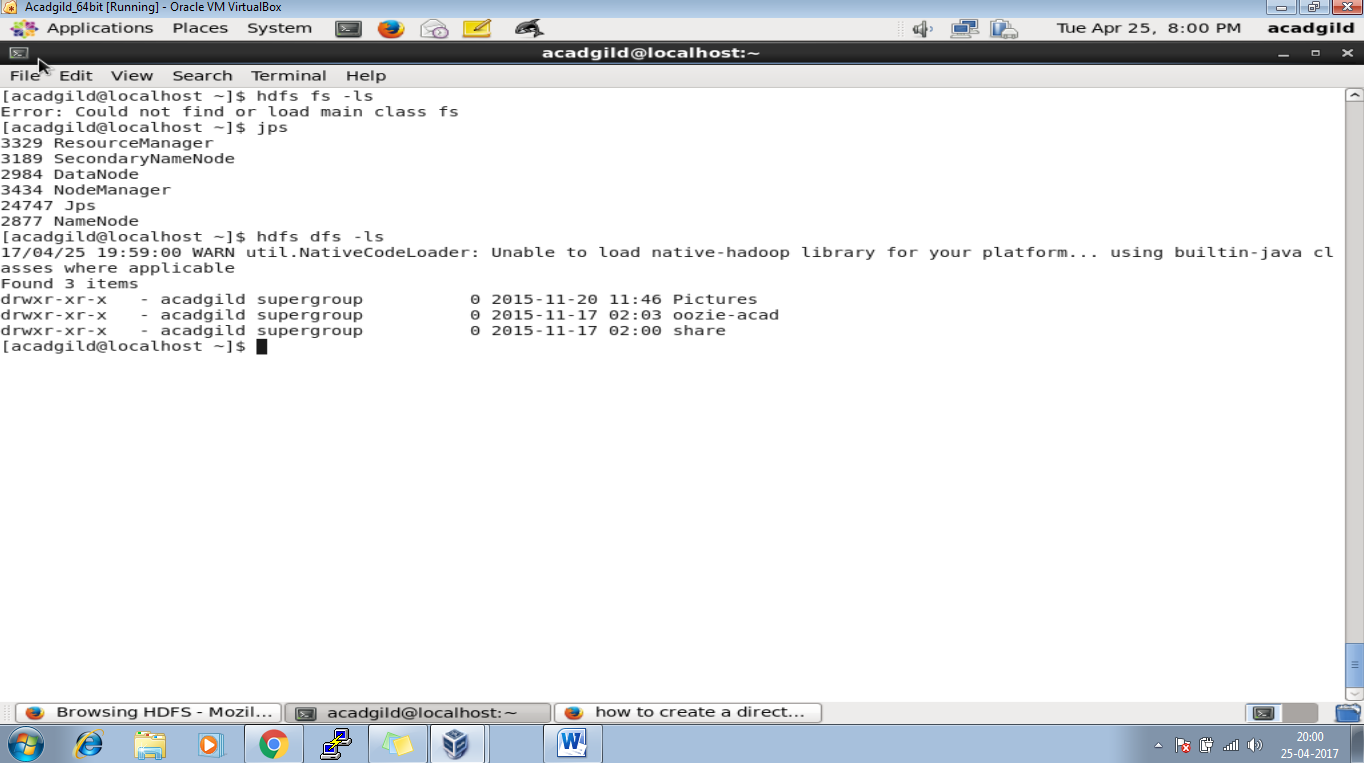 Acadgild_64bit [Running] - Oracle VM VirtualBox
Applications Places System Tue Apr 25, 8:00 PM acadgild
acadgild@localhost:~
File Edit View Search Terminal Help
[acadgild@localhost ~]$ hdfs fs -ls
Error: Could not find or load main class fs
[acadgild@localhost ~]$ jps
3329 ResourceManager
3189 SecondaryNameNode
2984 DataNode
3434 NodeManager
24747 Jps
2877 NameNode
[acadgild@localhost ~]$ hdfs dfs -ls
17/04/25 19:59:00 WARN util.NativeCodeLoader: Unable to load native-hadoop library for your platform... using builtin-java cl
asses where applicable
Found 3 items
drwxr-xr-x   - acadgild supergroup          0 2015-11-20 11:46 Pictures
drwxr-xr-x   - acadgild supergroup          0 2015-11-17 02:03 oozie-acad
drwxr-xr-x   - acadgild supergroup          0 2015-11-17 02:00 share
[acadgild@localhost ~]$
Browsing HDFS - Mozil... acadgild@localhost:~ how to create a direct...
20:00
25-04-2017